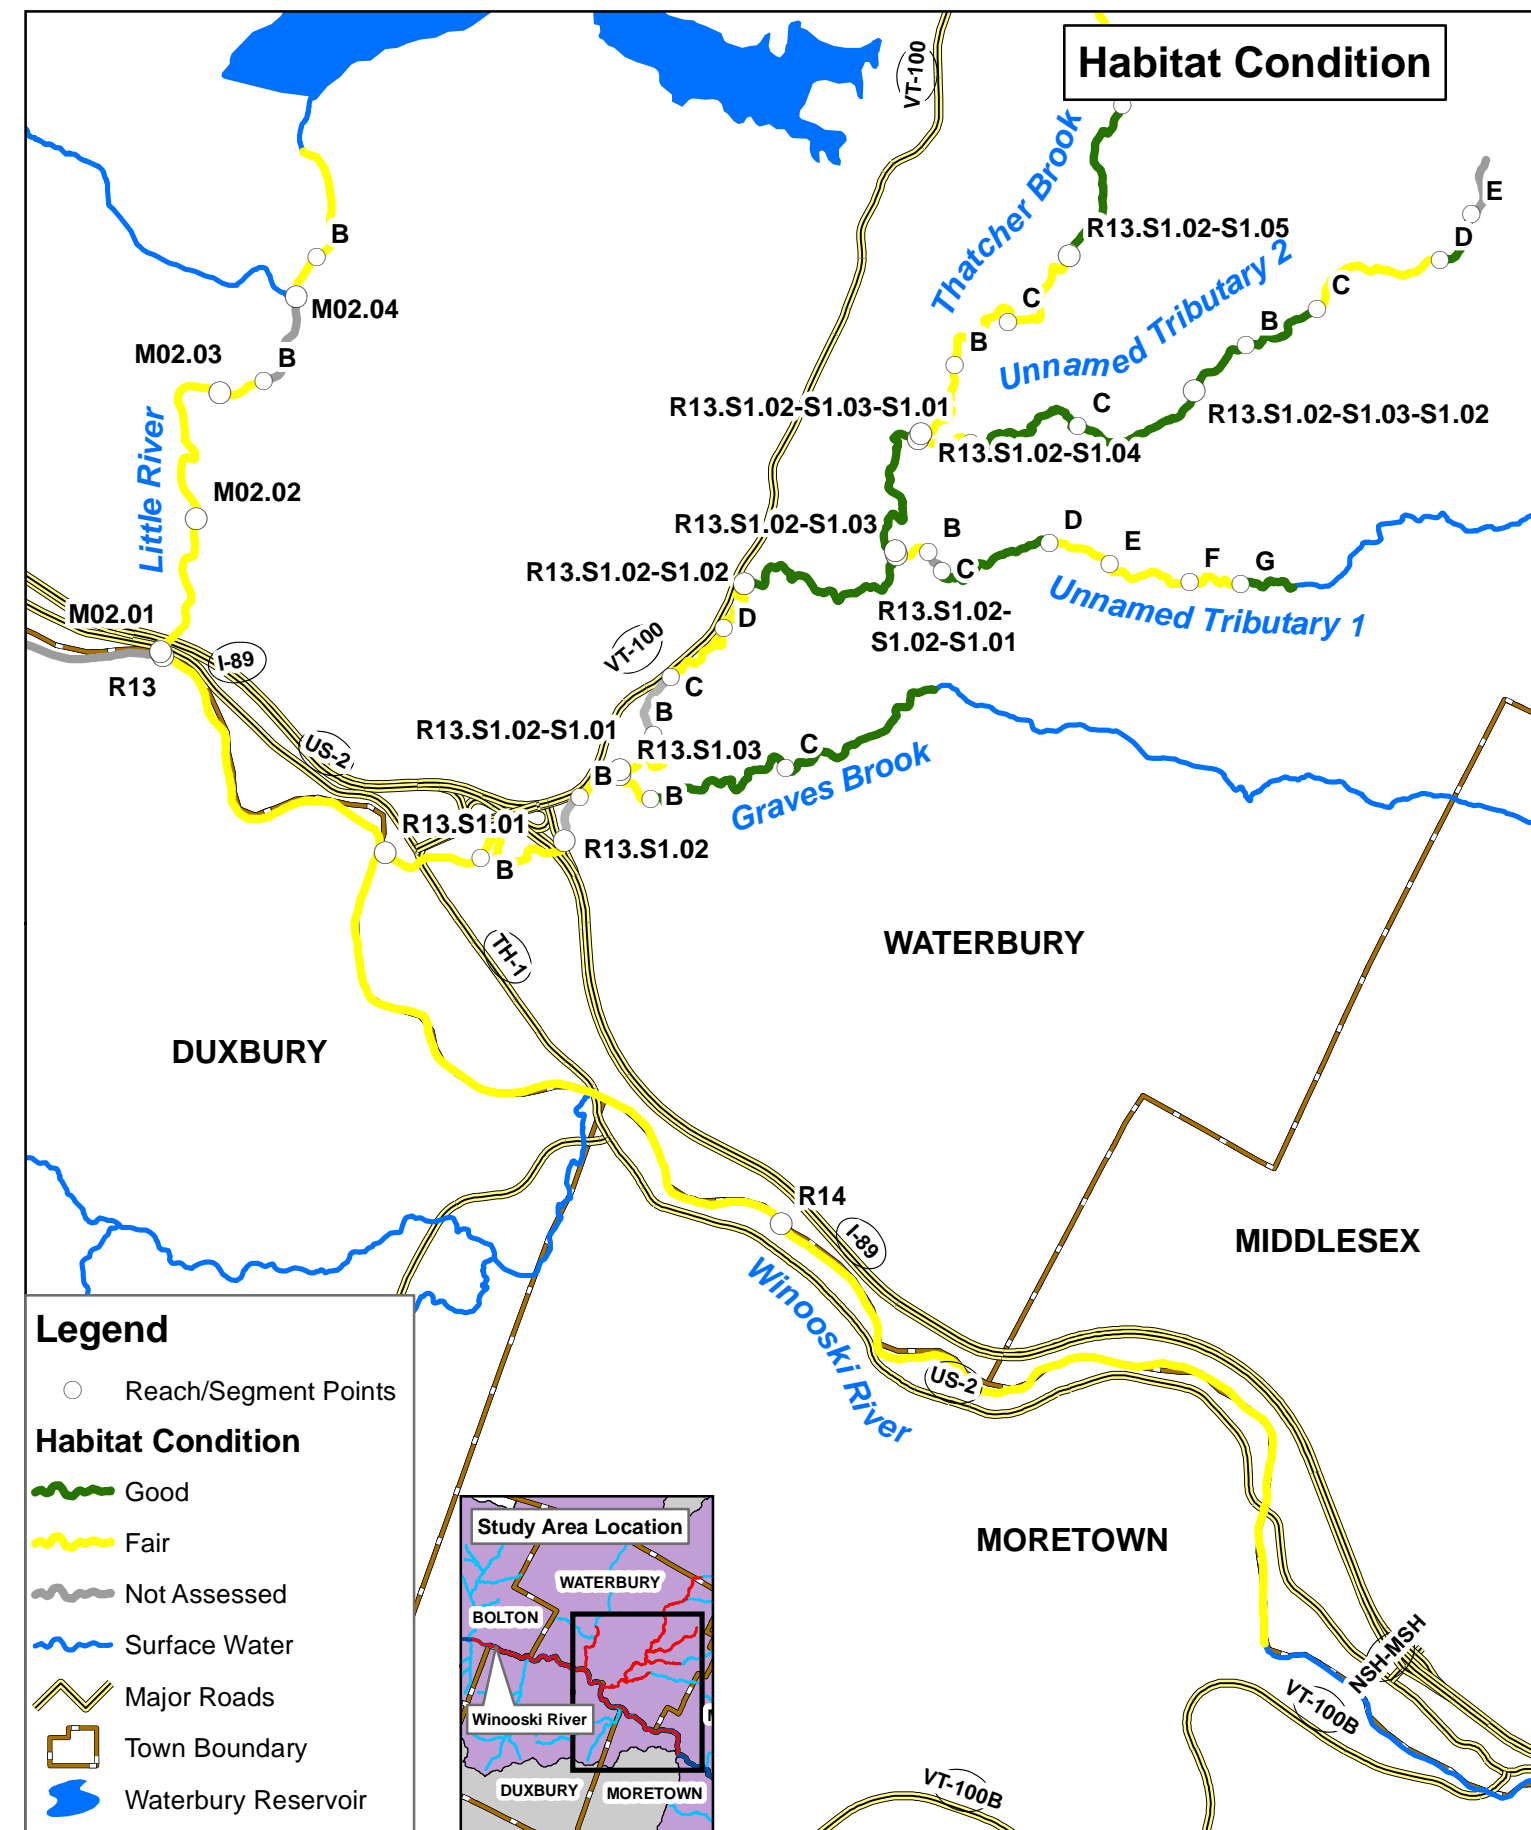 Habitat Condition
VT-100
Thatcher Brook
R13.S1.02-S1.05
E
D
B
Unnamed Tributary 2
C
C
B
B
M02.04
M02.03
B
R13.S1.02-S1.03-S1.01
C
R13.S1.02-S1.03-S1.02
R13.S1.02-S1.04
Little River
M02.02
R13.S1.02-S1.03
B
D
E
F
G
C
R13.S1.02-S1.02
R13.S1.02-
S1.02-S1.01
Unnamed Tributary 1
M02.01
D
VT-100
I-89
R13
C
B
R13.S1.02-S1.01
R13.S1.03
C
US-2
B
B
Graves Brook
R13.S1.01
R13.S1.02
B
WATERBURY
TH-1
DUXBURY
R14
I-89
MIDDLESEX
Winooski River
US-2
MORETOWN
NSH-MSH
VT-100B
VT-100B
Legend
Reach/Segment Points
Habitat Condition
Good
Fair
Not Assessed
Surface Water
Major Roads
Town Boundary
Waterbury Reservoir
Study Area Location
WATERBURY
BOLTON
Winooski River
DUXBURY
MORETOWN